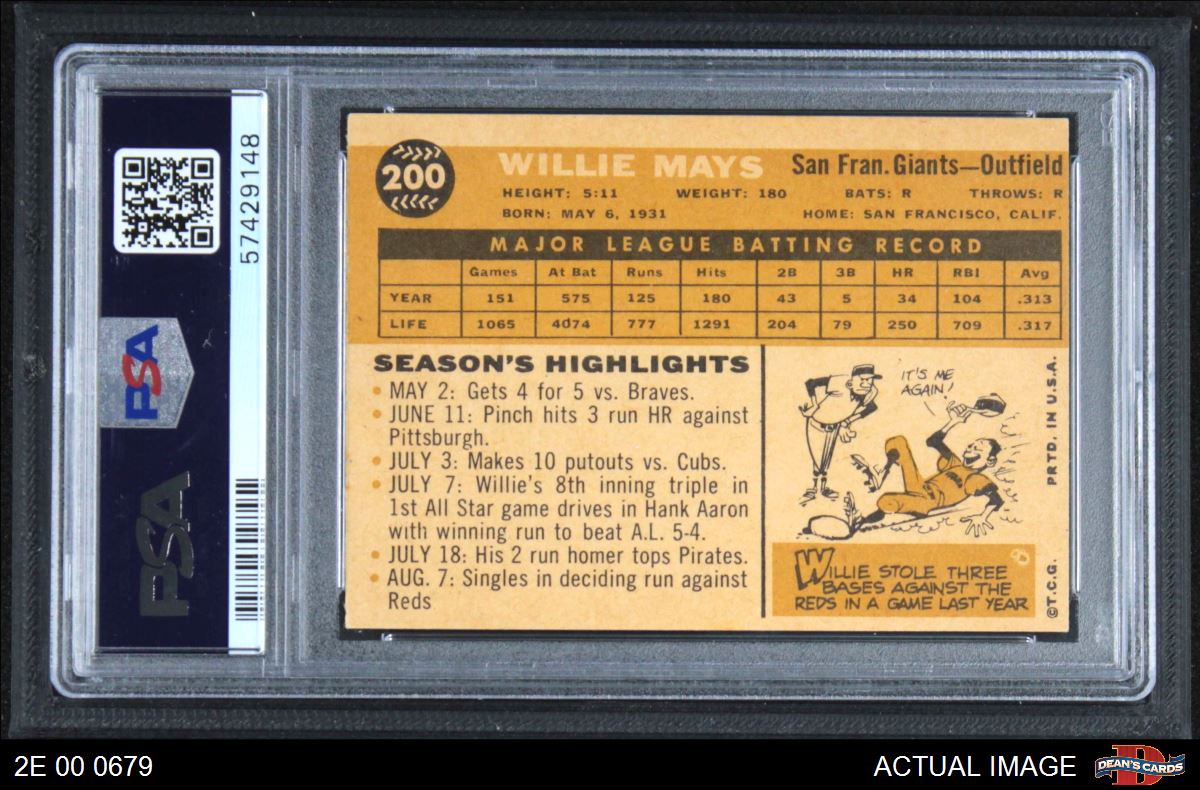 57429148
PSA
PSA
200
WILLIE MAYS San Fran. Giants—Outfield
HEIGHT: 5:11 WEIGHT: 180 BATS: R THROWS: R
BORN: MAY 6, 1931 HOME: SAN FRANCISCO, CALIF.
MAJOR LEAGUE BATTING RECORD
Games At Bat Runs Hits 2B 3B HR RBI Avg
YEAR 151 575 125 180 43 5 34 104 .313
LIFE 1065 4074 777 1291 204 79 250 709 .317
SEASON'S HIGHLIGHTS
• MAY 2: Gets 4 for 5 vs. Braves.
• JUNE 11: Pinch hits 3 run HR against
Pittsburgh.
• JULY 3: Makes 10 putouts vs. Cubs.
• JULY 7: Willie's 8th inning triple in
1st All Star game drives in Hank Aaron
with winning run to beat A.L. 5-4.
• JULY 18: His 2 run homer tops Pirates.
• AUG. 7: Singles in deciding run against
Reds
IT'S ME
AGAIN!
WILLIE STOLE THREE
BASES AGAINST THE
REDS IN A GAME LAST YEAR
©T.C.G. PRTD. IN U.S.A.
2E 00 0679 ACTUAL IMAGE
DEAN'S CARDS